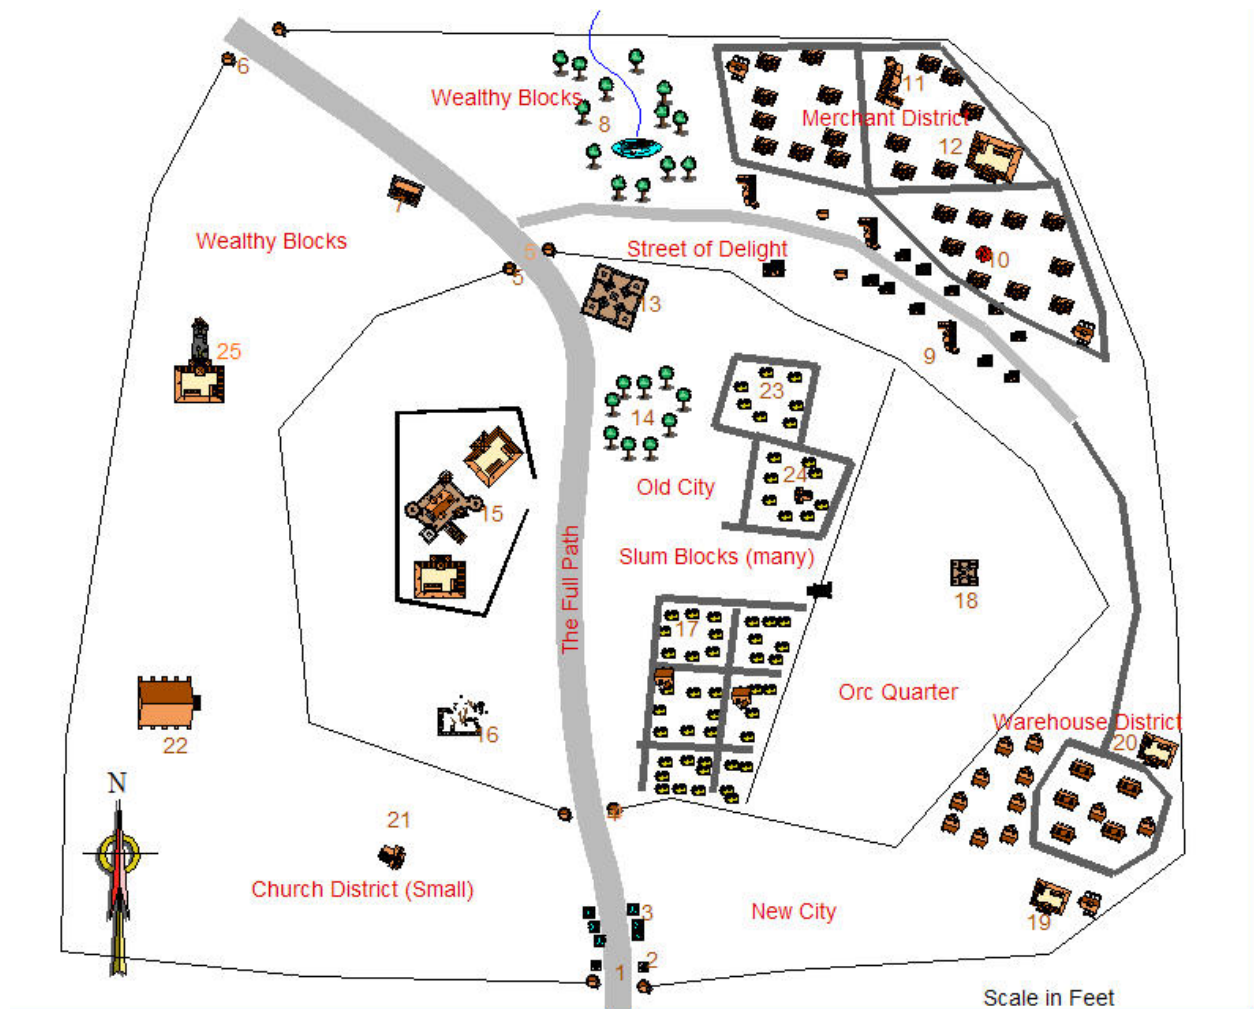 6
Wealthy Blocks
8
11
Merchant District
12
7
Wealthy Blocks
Street of Delight
6
5
10
13
9
25
23
14
24
Old City
15
The Full Path
Slum Blocks (many)
18
17
Orc Quarter
16
Warehouse District
20
22
N
4
21
Church District (Small)
3
New City
19
2
1
Scale in Feet